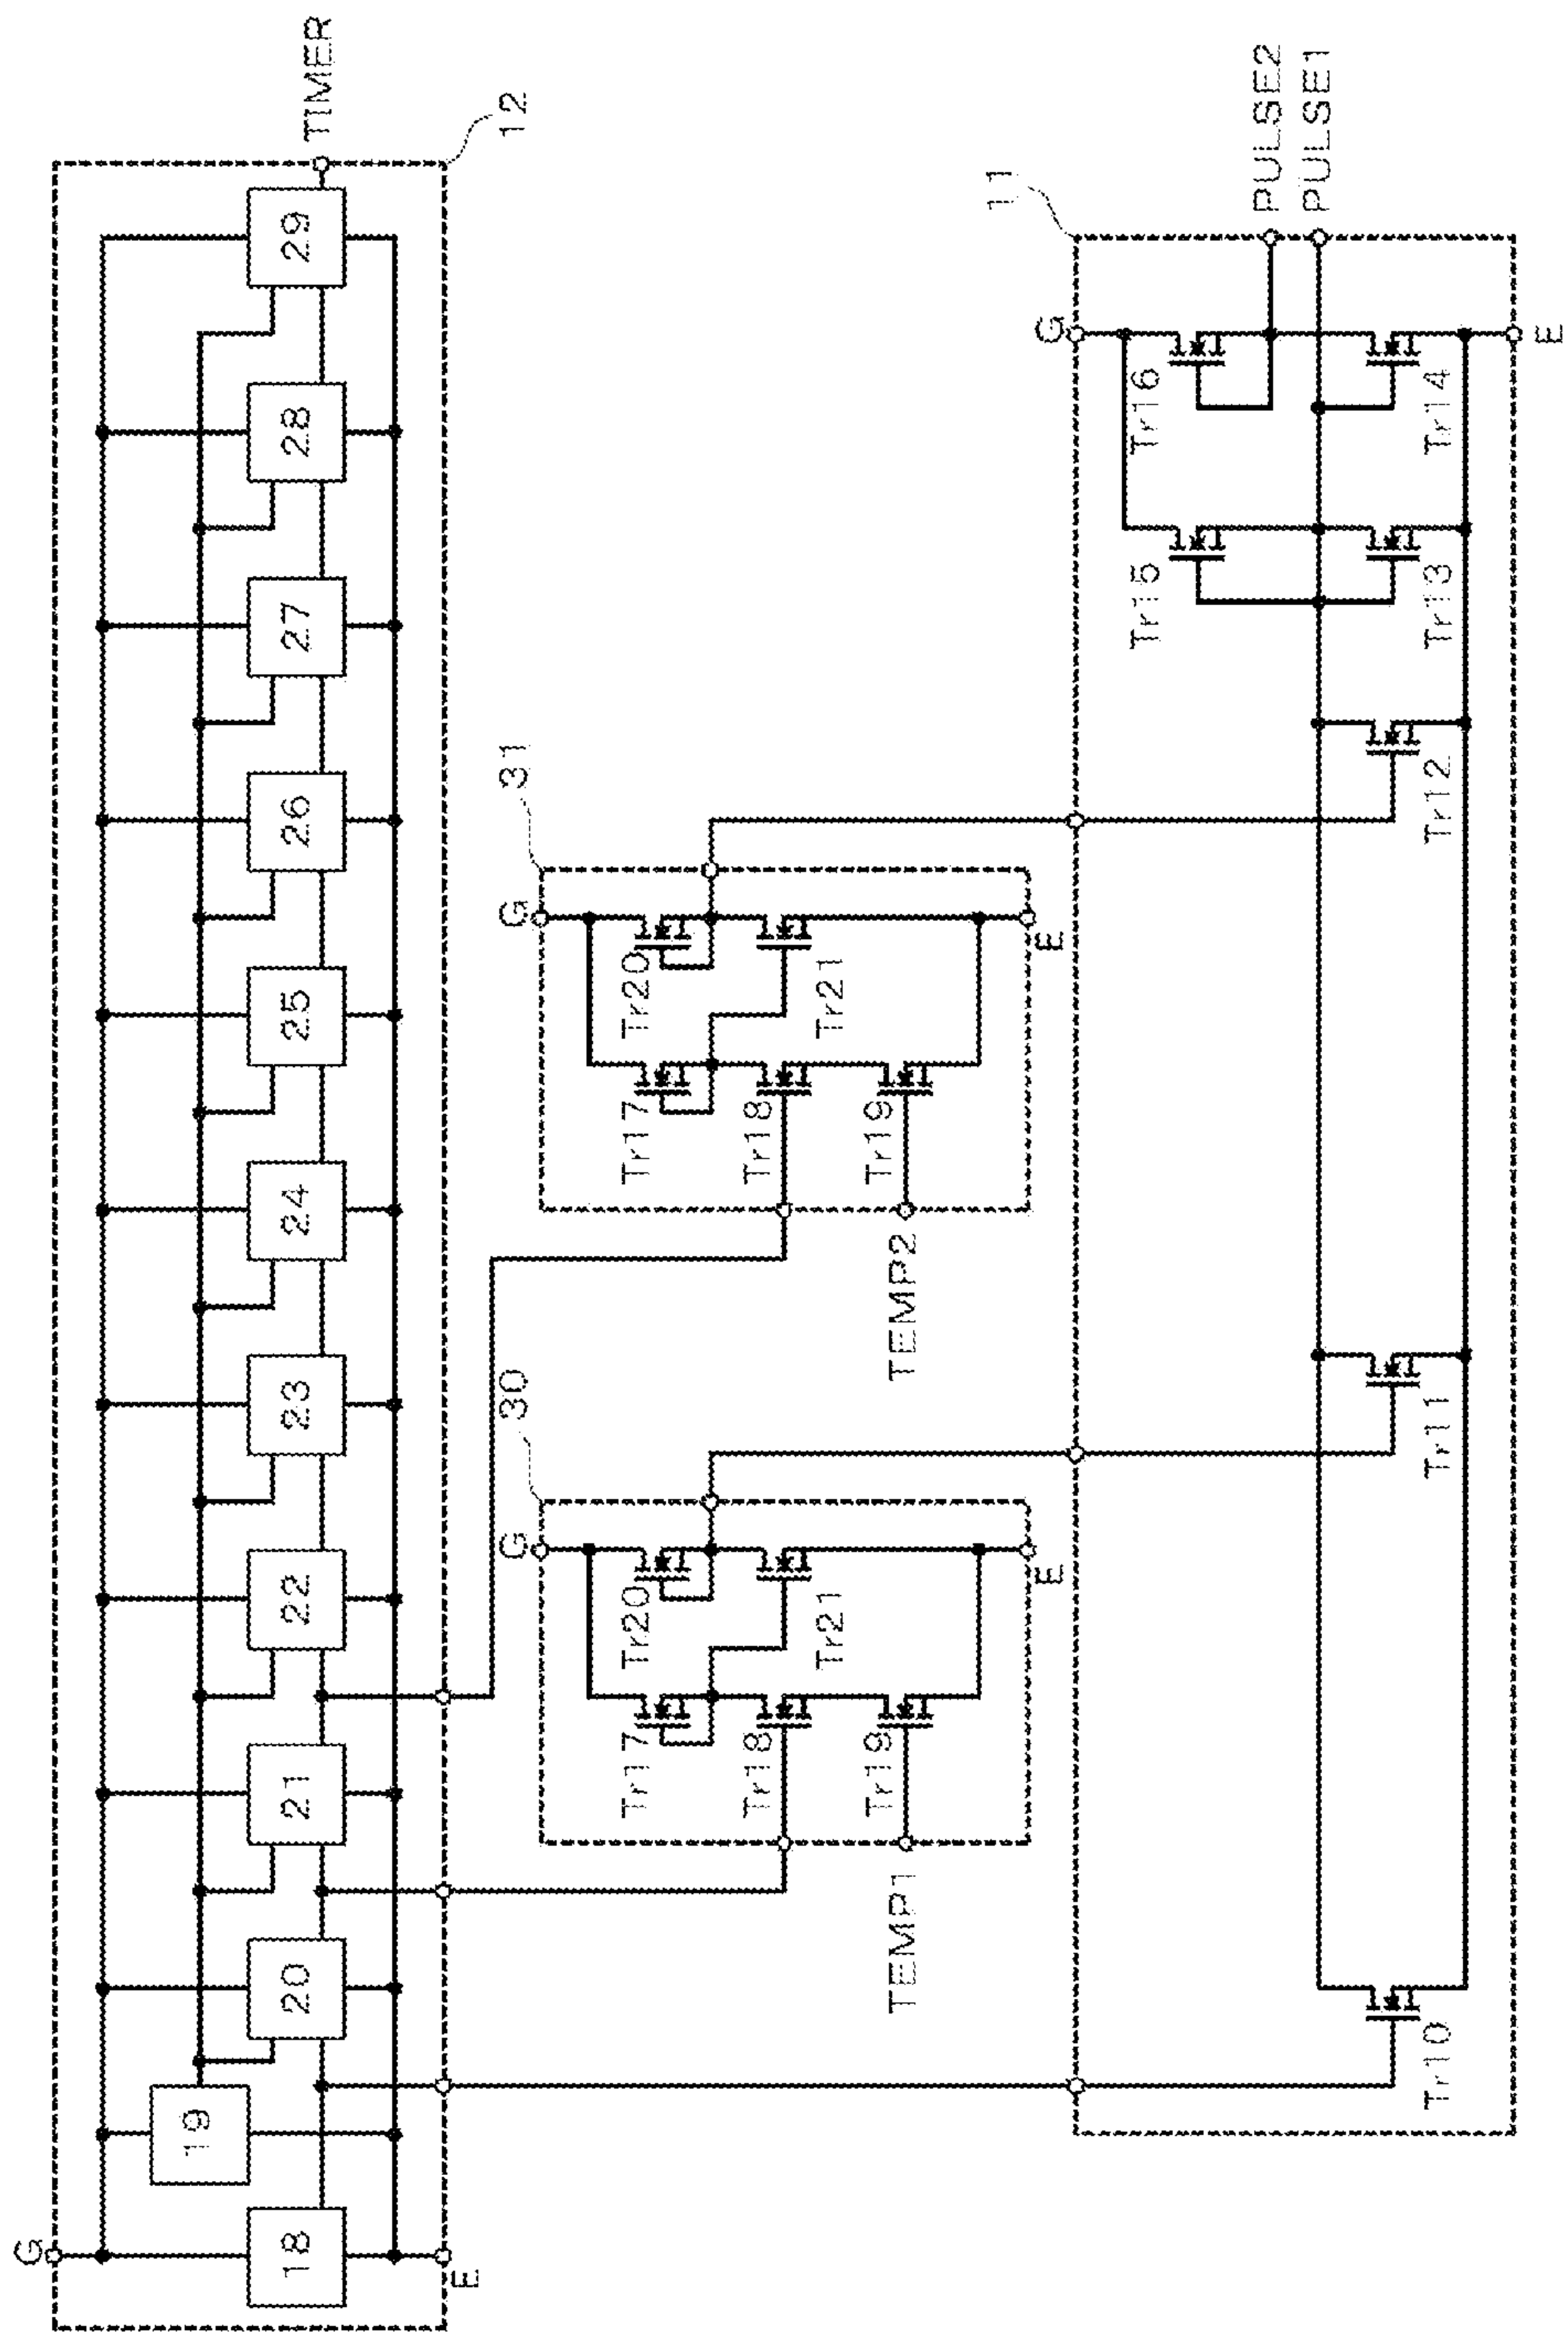 G
18
19
20
21
22
23
24
25
26
27
28
29
TIMER
E
12
30
G
Tr17
Tr20
Tr18
Tr21
Tr19
TEMP1
E
31
G
Tr17
Tr20
Tr18
Tr21
Tr19
TEMP2
E
11
G
Tr15
Tr16
PULSE2
PULSE1
Tr10
Tr11
Tr12
Tr13
Tr14
E